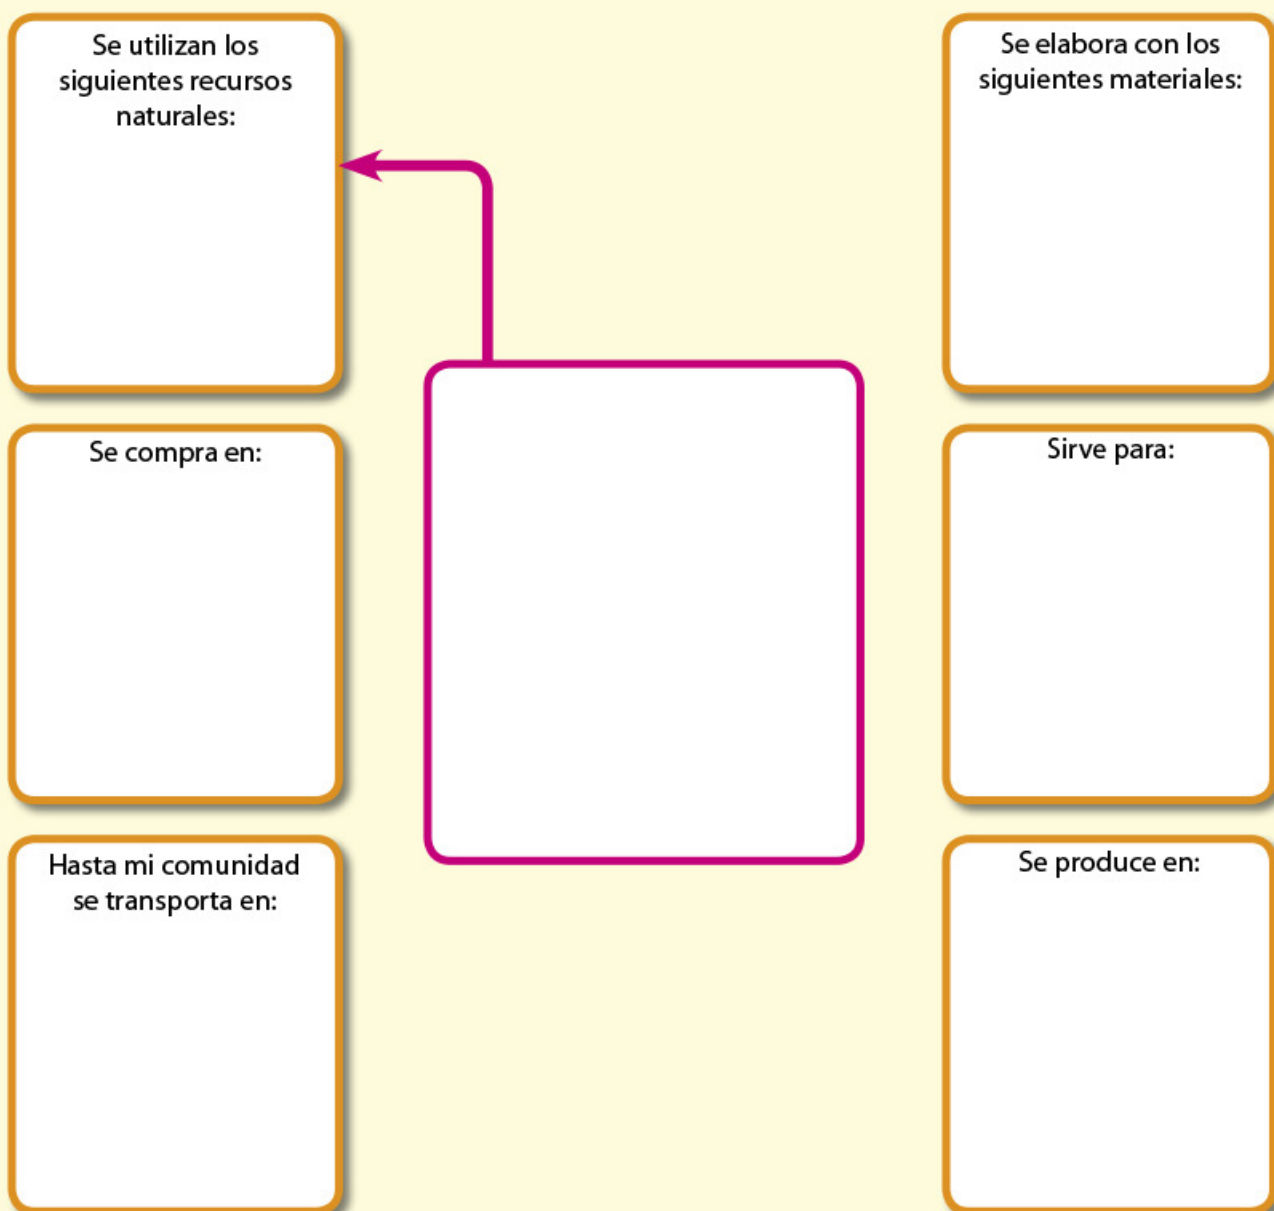 Se utilizan los
siguientes recursos
naturales:
Se elabora con los
siguientes materiales:
Se compra en:
Sirve para:
Hasta mi comunidad
se transporta en:
Se produce en: